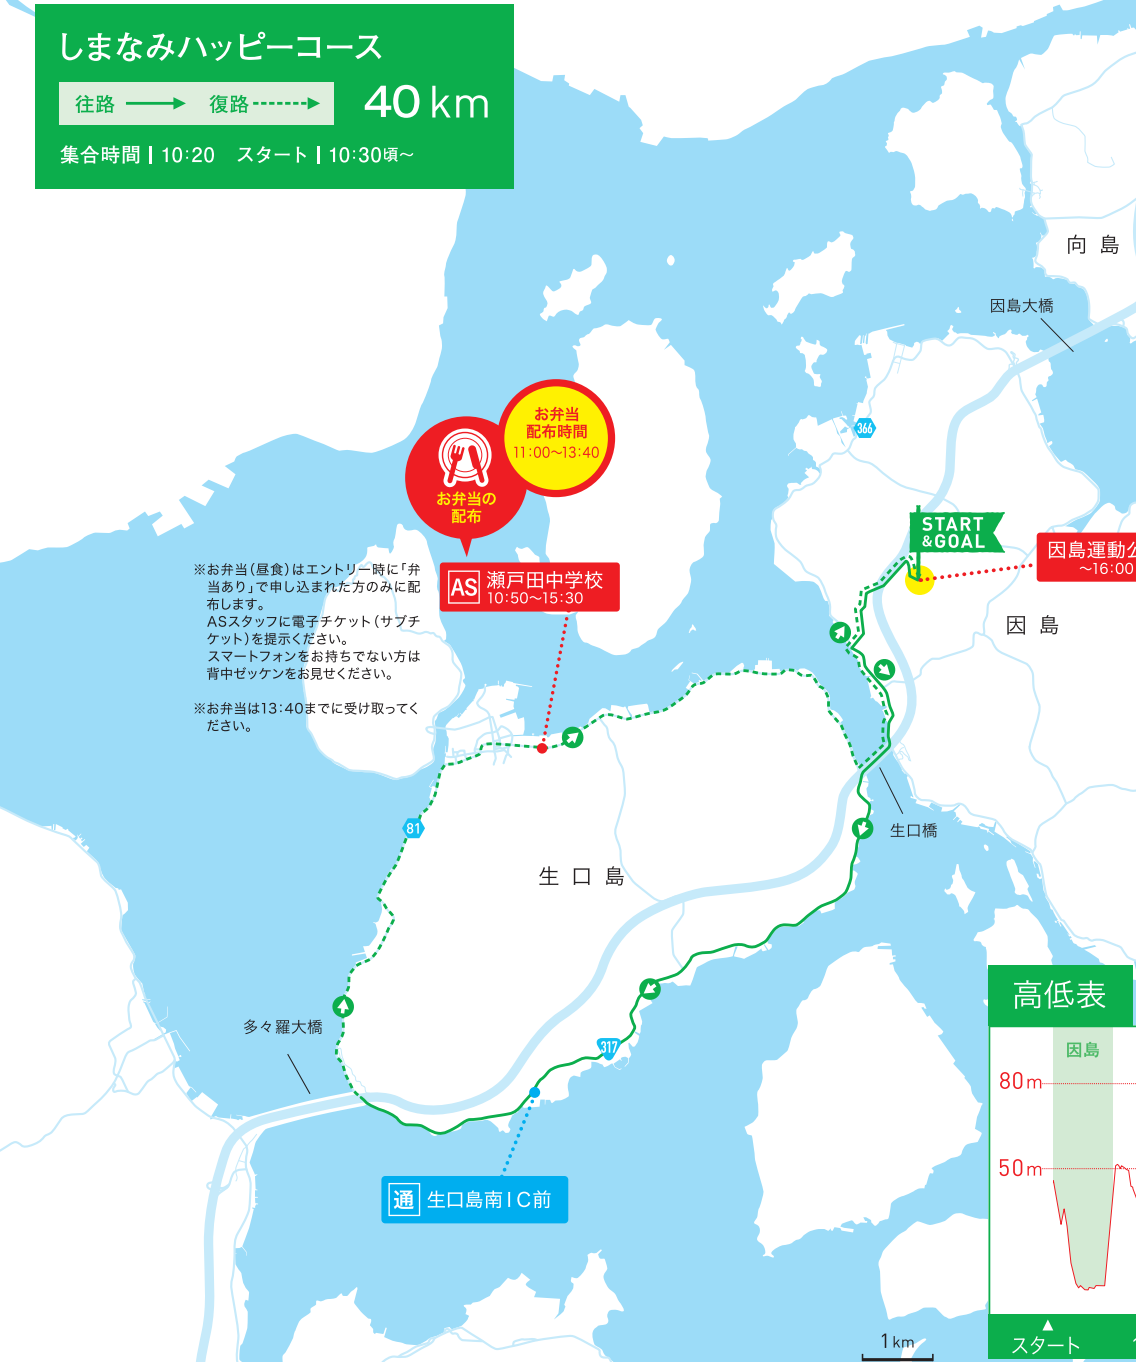 しまなみハッピーコース
往路 復路 40km
集合時間 | 10:20 スタート | 10:30頃〜
向島
因島大橋
366
お弁当
配布時間
11:00〜13:40
お弁当の
配布
START
&GOAL
因島運動公
〜16:00
AS 瀬戸田中学校
10:50〜15:30
※お弁当(昼食)はエントリー時に「弁
当あり」で申し込まれた方のみに配
布します。
ASスタッフに電子チケット(サブチ
ケット)を提示ください。
スマートフォンをお持ちでない方は
背中ゼッケンをお見せください。
※お弁当は13:40までに受け取ってく
ださい。
因島
81
生口橋
生口島
多々羅大橋
317
通 生口島南IC前
高低表
因島
80m
50m
スタート
1km